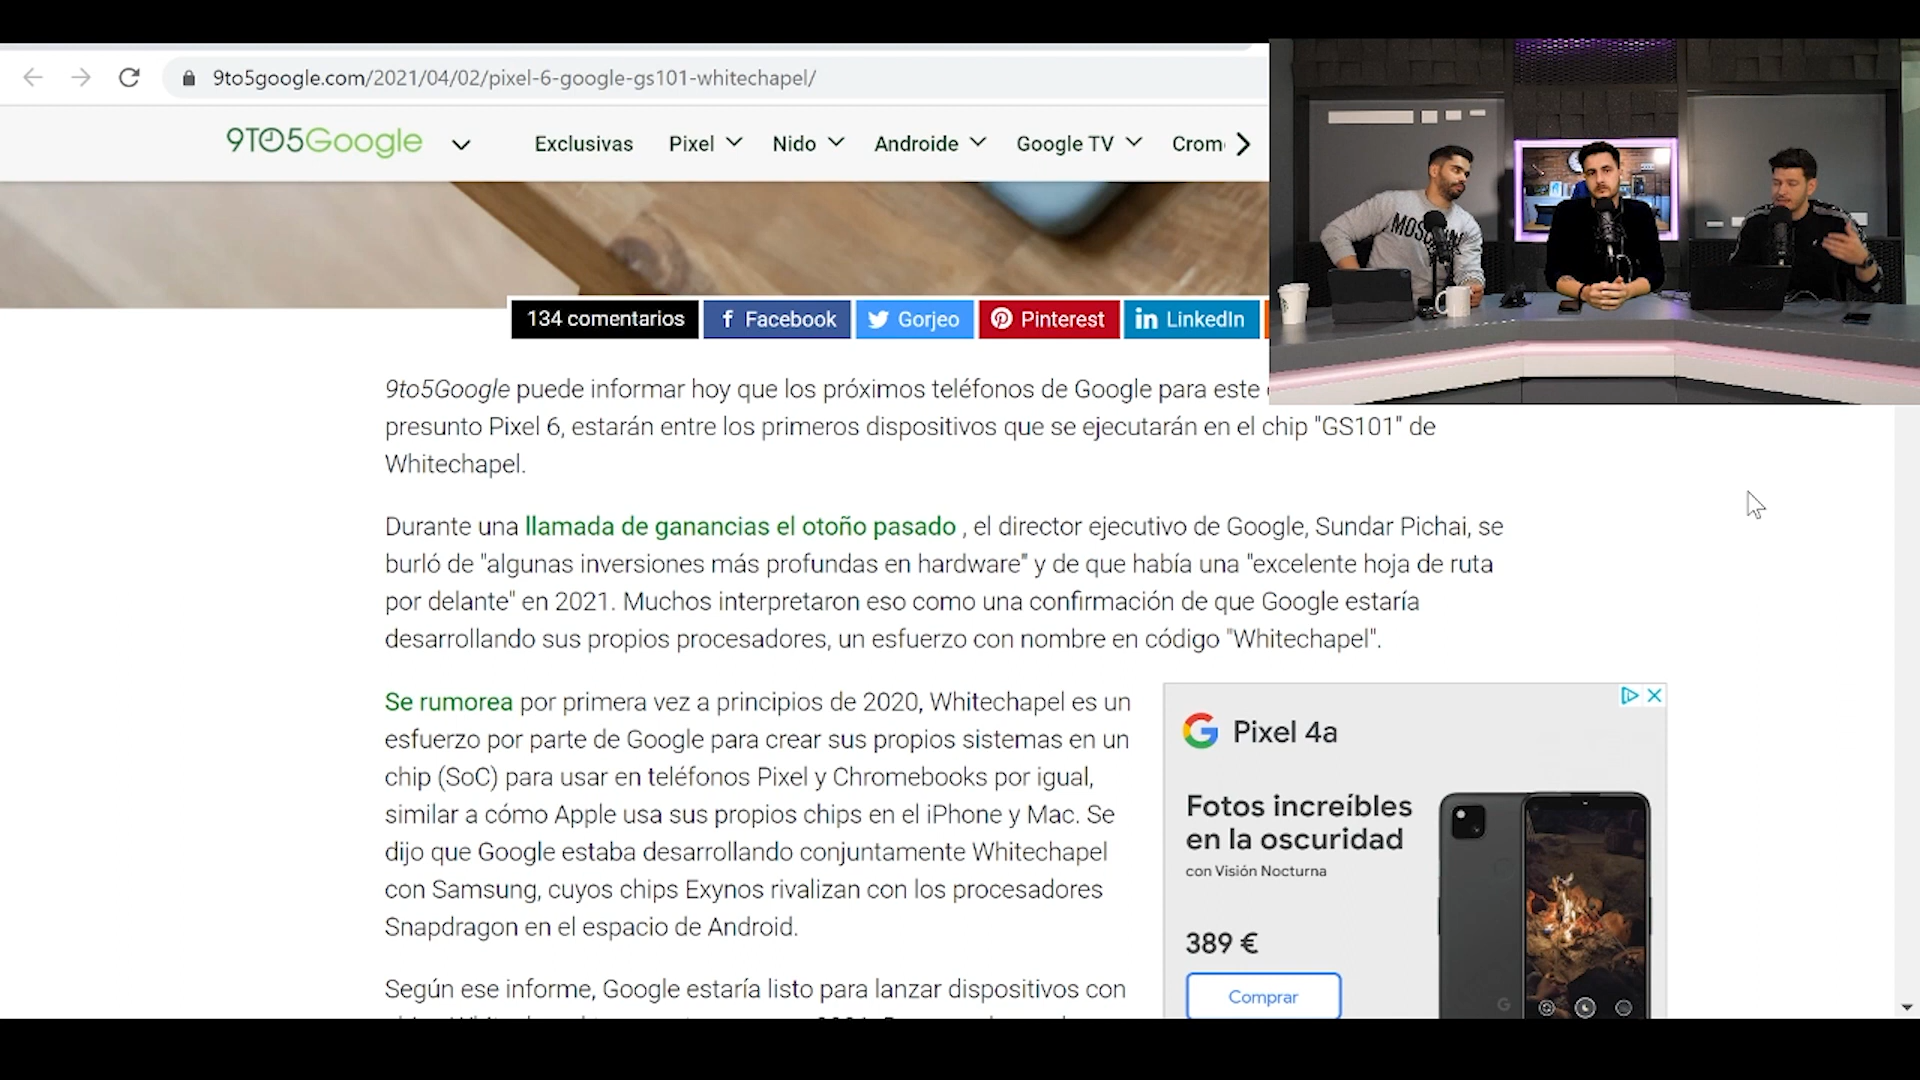 9to5google.com/2021/04/02/pixel-6-google-gs101-whitechapel/
9TO5Google
Exclusivas Pixel Nido Androide Google TV Crom
134 comentarios Facebook Gorjeo Pinterest LinkedIn
9to5Google puede informar hoy que los próximos teléfonos de Google para este
presunto Pixel 6, estarán entre los primeros dispositivos que se ejecutarán en el chip "GS101" de
Whitechapel.
Durante una llamada de ganancias el otoño pasado , el director ejecutivo de Google, Sundar Pichai, se
burló de "algunas inversiones más profundas en hardware" y de que había una "excelente hoja de ruta
por delante" en 2021. Muchos interpretaron eso como una confirmación de que Google estaría
desarrollando sus propios procesadores, un esfuerzo con nombre en código "Whitechapel".
Se rumorea por primera vez a principios de 2020, Whitechapel es un
esfuerzo por parte de Google para crear sus propios sistemas en un
chip (SoC) para usar en teléfonos Pixel y Chromebooks por igual,
similar a cómo Apple usa sus propios chips en el iPhone y Mac. Se
dijo que Google estaba desarrollando conjuntamente Whitechapel
con Samsung, cuyos chips Exynos rivalizan con los procesadores
Snapdragon en el espacio de Android.
Según ese informe, Google estaría listo para lanzar dispositivos con
Pixel 4a
Fotos increíbles
en la oscuridad
con Visión Nocturna
389 €
Comprar